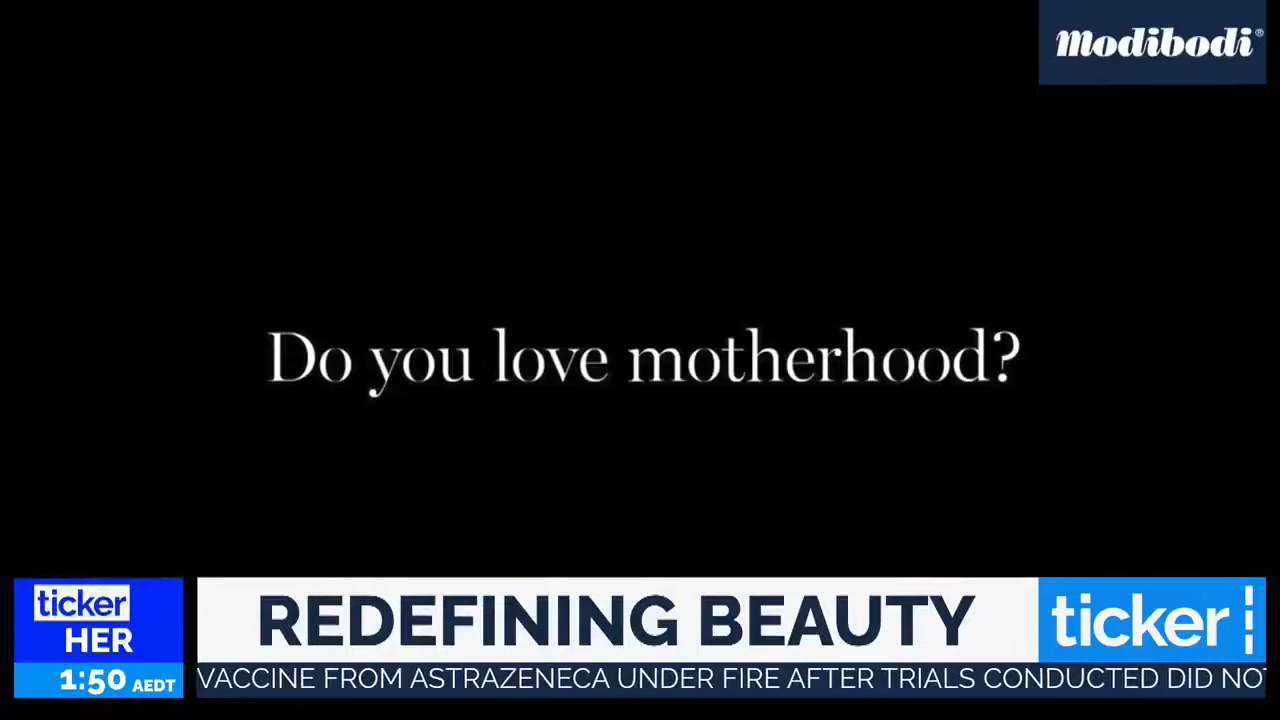 Modibodi®
Do you love motherhood?
ticker
HER
REDEFINING BEAUTY
ticker
1:50 AEDT
VACCINE FROM ASTRAZENECA UNDER FIRE AFTER TRIALS CONDUCTED DID NOT